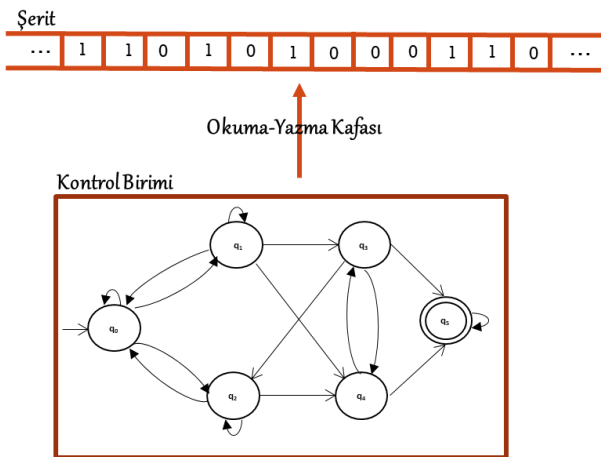 Şerit
... 1 1 0 1 0 1 0 0 0 1 1 0 ...
Okuma-Yazma Kafası
Kontrol Birimi
q1 q3
q0 q5
q2 q4